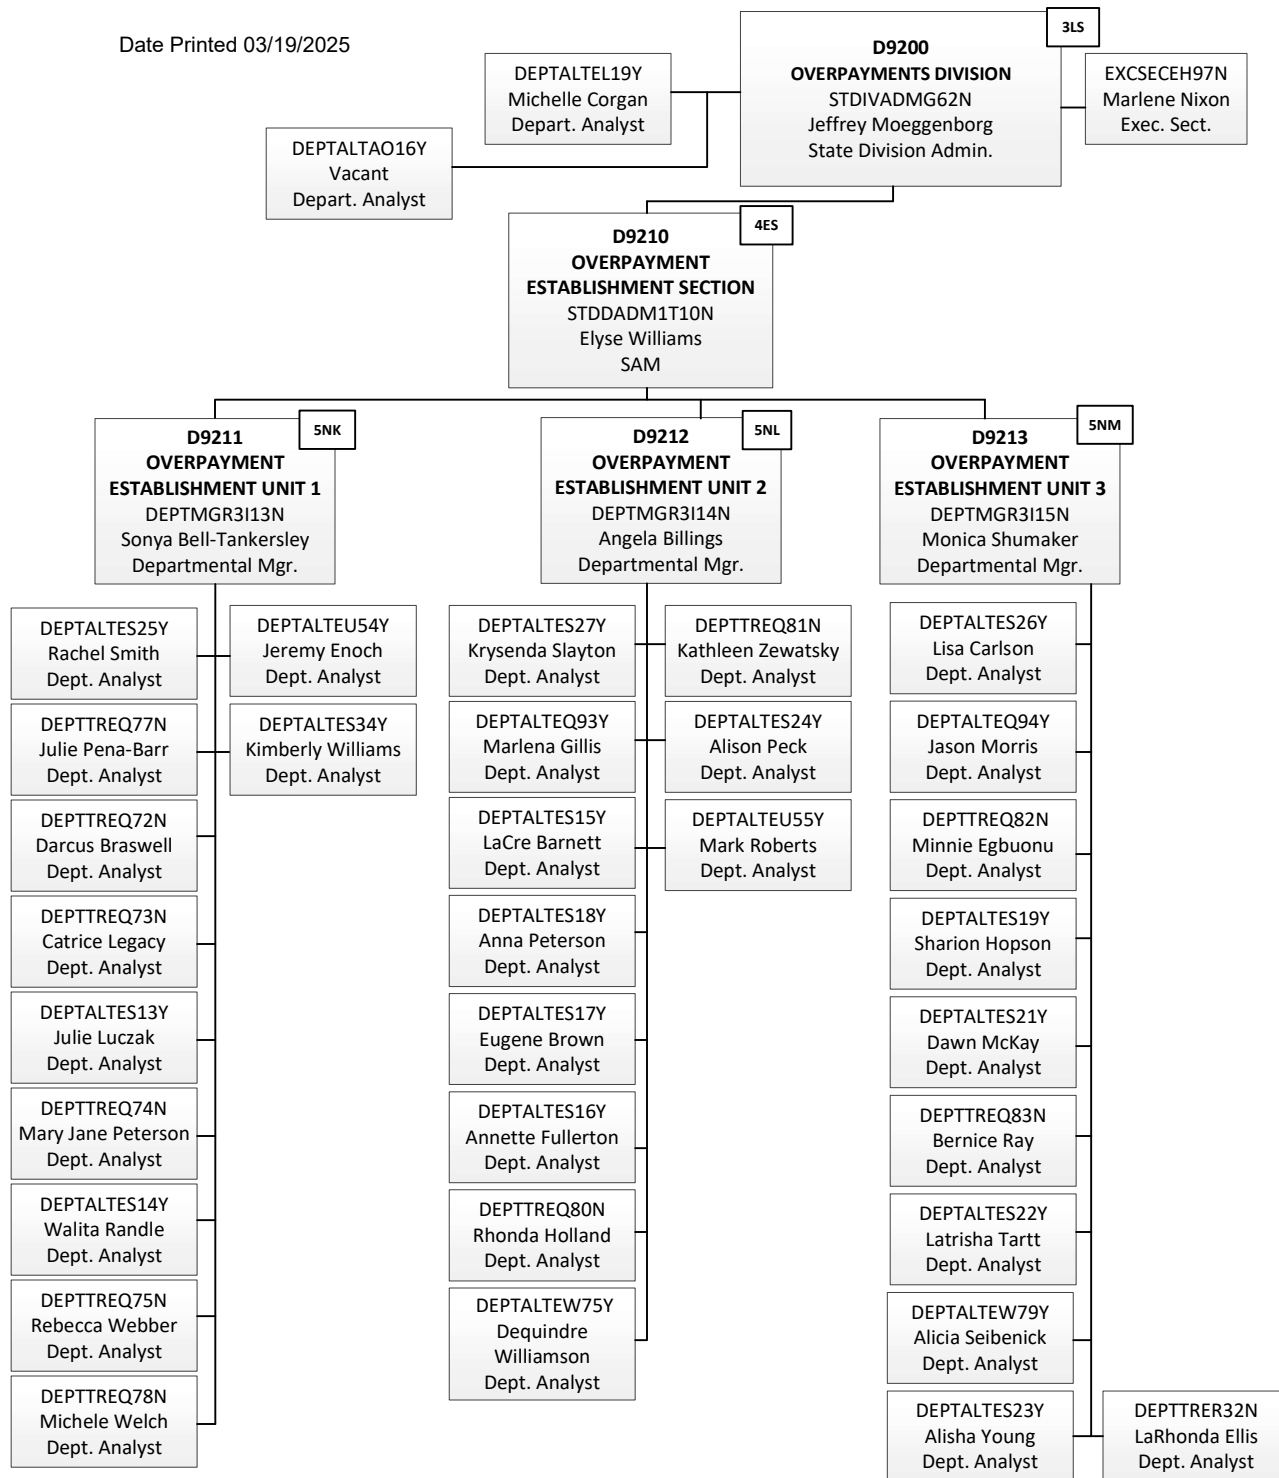 Date Printed 03/19/2025
3LS
D9200
OVERPAYMENTS DIVISION
STDIVADMG62N
Jeffrey Moeggenborg
State Division Admin.
DEPTALTEL19Y
Michelle Corgan
Depart. Analyst
EXCSECEH97N
Marlene Nixon
Exec. Sect.
DEPTALTAO16Y
Vacant
Depart. Analyst
4ES
D9210
OVERPAYMENT
ESTABLISHMENT SECTION
STDDADM1T10N
Elyse Williams
SAM
5NK
D9211
OVERPAYMENT
ESTABLISHMENT UNIT 1
DEPTMGR3I13N
Sonya Bell-Tankersley
Departmental Mgr.
5NL
D9212
OVERPAYMENT
ESTABLISHMENT UNIT 2
DEPTMGR3I14N
Angela Billings
Departmental Mgr.
5NM
D9213
OVERPAYMENT
ESTABLISHMENT UNIT 3
DEPTMGR3I15N
Monica Shumaker
Departmental Mgr.
DEPTALTES25Y
Rachel Smith
Dept. Analyst
DEPTALTEU54Y
Jeremy Enoch
Dept. Analyst
DEPTTREQ77N
Julie Pena-Barr
Dept. Analyst
DEPTALTES34Y
Kimberly Williams
Dept. Analyst
DEPTTREQ72N
Darcus Braswell
Dept. Analyst
DEPTTREQ73N
Catrice Legacy
Dept. Analyst
DEPTALTES13Y
Julie Luczak
Dept. Analyst
DEPTTREQ74N
Mary Jane Peterson
Dept. Analyst
DEPTALTES14Y
Walita Randle
Dept. Analyst
DEPTTREQ75N
Rebecca Webber
Dept. Analyst
DEPTTREQ78N
Michele Welch
Dept. Analyst
DEPTALTES27Y
Krysenda Slayton
Dept. Analyst
DEPTTREQ81N
Kathleen Zewatsky
Dept. Analyst
DEPTALTEQ93Y
Marlena Gillis
Dept. Analyst
DEPTALTES24Y
Alison Peck
Dept. Analyst
DEPTALTES15Y
LaCre Barnett
Dept. Analyst
DEPTALTEU55Y
Mark Roberts
Dept. Analyst
DEPTALTES18Y
Anna Peterson
Dept. Analyst
DEPTALTES17Y
Eugene Brown
Dept. Analyst
DEPTALTES16Y
Annette Fullerton
Dept. Analyst
DEPTTREQ80N
Rhonda Holland
Dept. Analyst
DEPTALTEW75Y
Dequindre
Williamson
Dept. Analyst
DEPTALTES26Y
Lisa Carlson
Dept. Analyst
DEPTALTEQ94Y
Jason Morris
Dept. Analyst
DEPTTREQ82N
Minnie Egbuonu
Dept. Analyst
DEPTALTES19Y
Sharion Hopson
Dept. Analyst
DEPTALTES21Y
Dawn McKay
Dept. Analyst
DEPTTREQ83N
Bernice Ray
Dept. Analyst
DEPTALTES22Y
Latrisha Tartt
Dept. Analyst
DEPTALTEW79Y
Alicia Seibenick
Dept. Analyst
DEPTALTES23Y
Alisha Young
Dept. Analyst
DEPTTRER32N
LaRhonda Ellis
Dept. Analyst